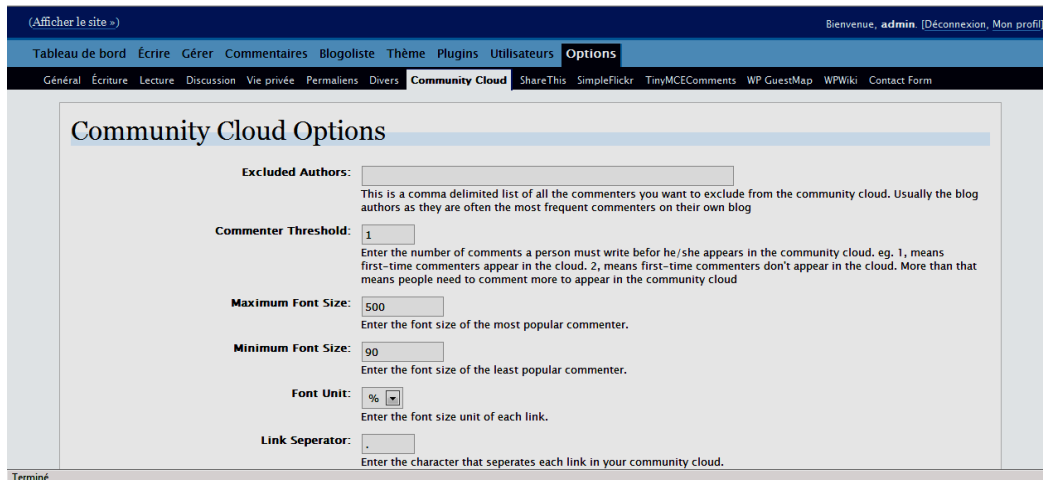 (Afficher le site »)
Bienvenue, admin. [Déconnexion, Mon profil]
Tableau de bord Écrire Gérer Commentaires Blogoliste Thème Plugins Utilisateurs Options
Général Écriture Lecture Discussion Vie privée Permaliens Divers Community Cloud ShareThis SimpleFlickr TinyMCEComments WP GuestMap WPWiki Contact Form
Community Cloud Options
Excluded Authors:
This is a comma delimited list of all the commenters you want to exclude from the community cloud. Usually the blog
authors as they are often the most frequent commenters on their own blog
Commenter Threshold: 1
Enter the number of comments a person must write befor he/she appears in the community cloud. eg. 1, means
first-time commenters appear in the cloud. 2, means first-time commenters don't appear in the cloud. More than that
means people need to comment more to appear in the community cloud
Maximum Font Size: 500
Enter the font size of the most popular commenter.
Minimum Font Size: 90
Enter the font size of the least popular commenter.
Font Unit: %
Enter the font size unit of each link.
Link Seperator: .
Enter the character that seperates each link in your community cloud.
Terminé